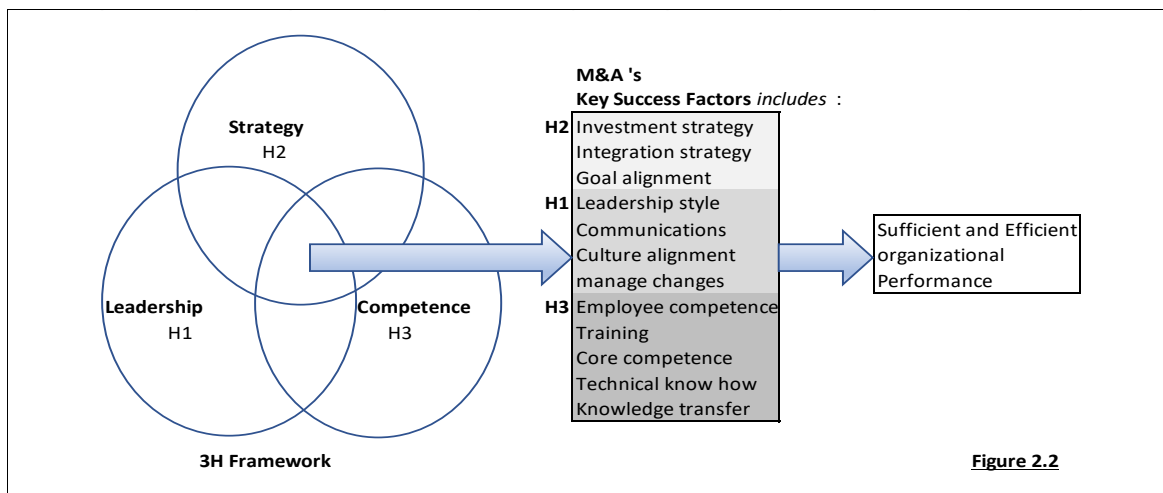 Strategy
H2
Leadership
H1
Competence
H3
3H Framework
M&A 's
Key Success Factors includes :
H2 Investment strategy
Integration strategy
Goal alignment
H1 Leadership style
Communications
Culture alignment
manage changes
H3 Employee competence
Training
Core competence
Technical know how
Knowledge transfer
Sufficient and Efficient
organizational
Performance
Figure 2.2